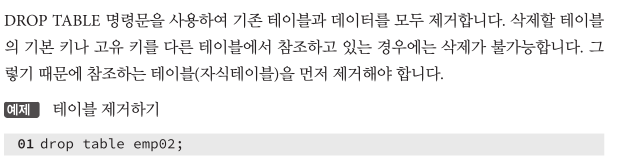 DROP TABLE 명령문을 사용하여 기존 테이블과 데이터를 모두 제거합니다. 삭제할 테이블
의 기본 키나 고유 키를 다른 테이블에서 참조하고 있는 경우에는 삭제가 불가능합니다. 그
렇기 때문에 참조하는 테이블(자식테이블)을 먼저 제거해야 합니다.
예제 테이블 제거하기
01 drop table emp02;